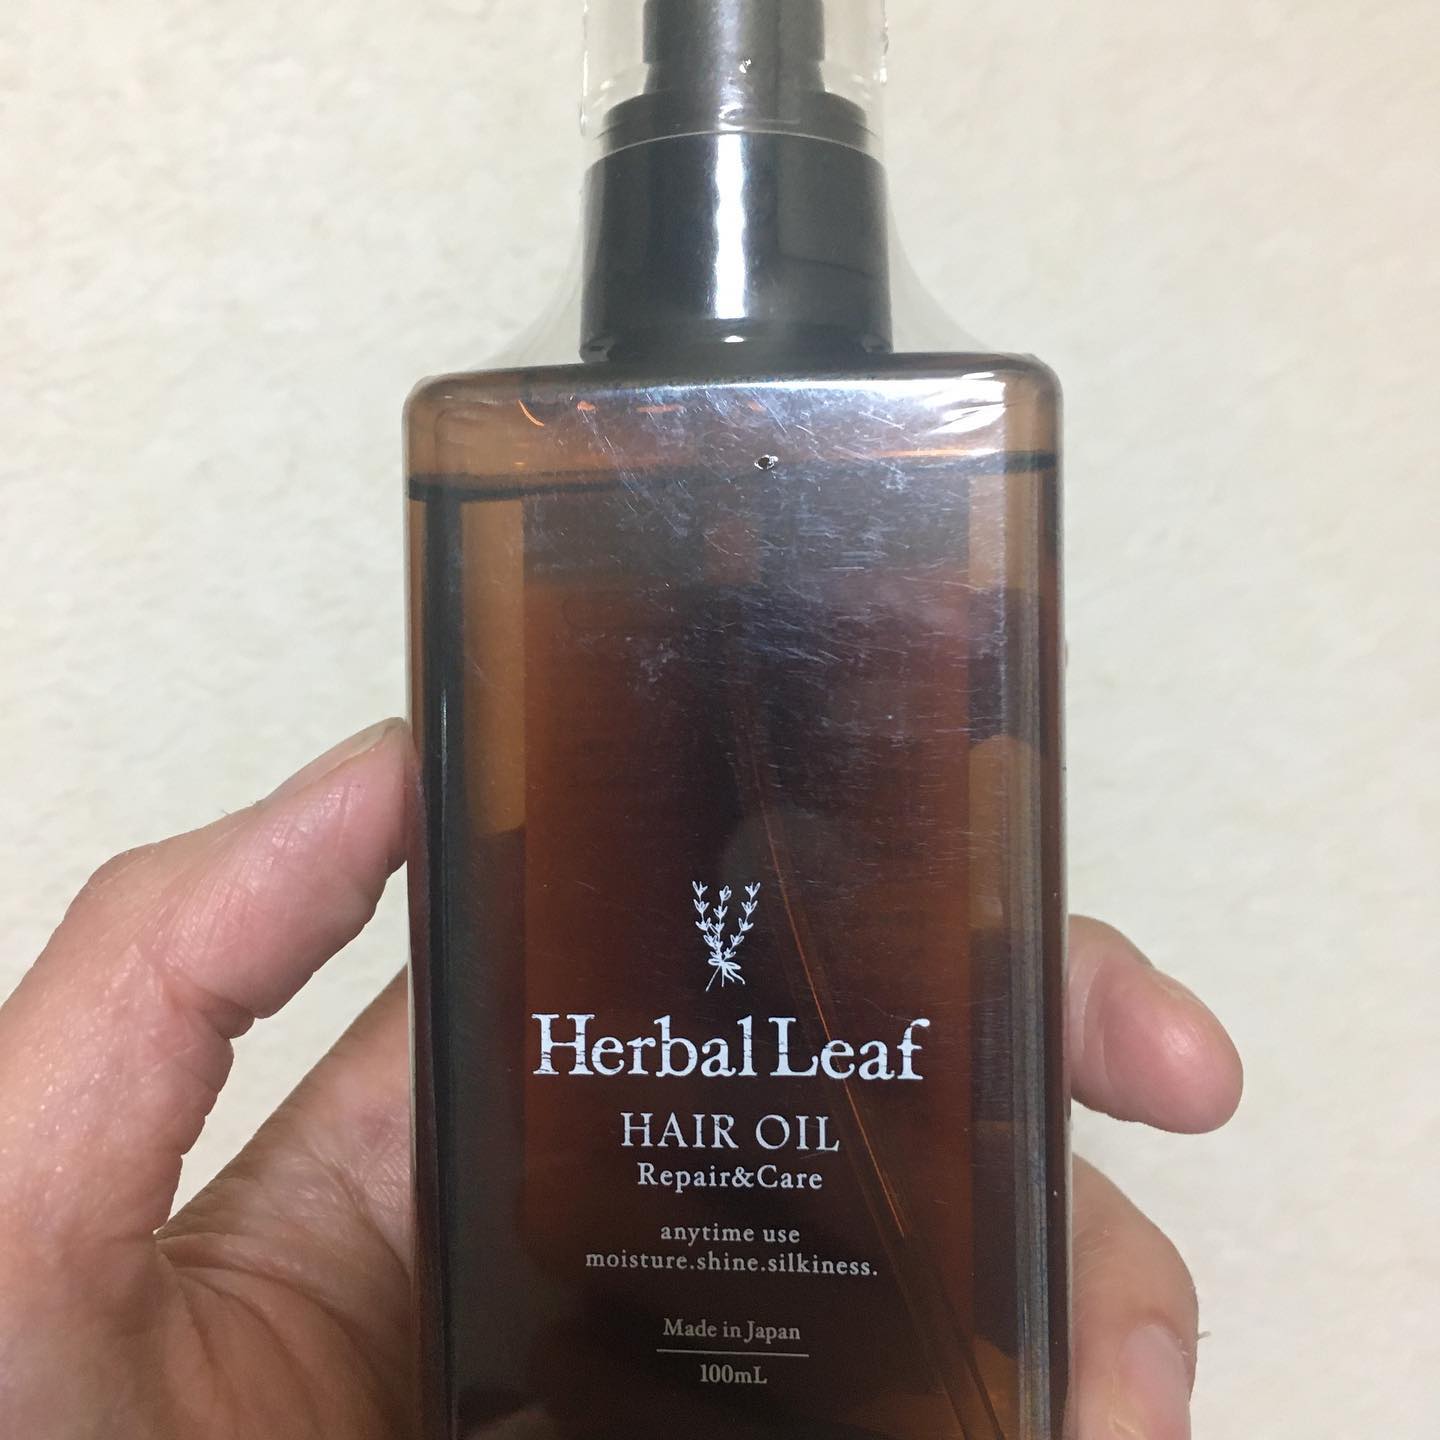 Herbal Leaf
HAIR OIL
Repair&Care
anytime use
moisture.shine.silkiness.
Made in Japan
100mL